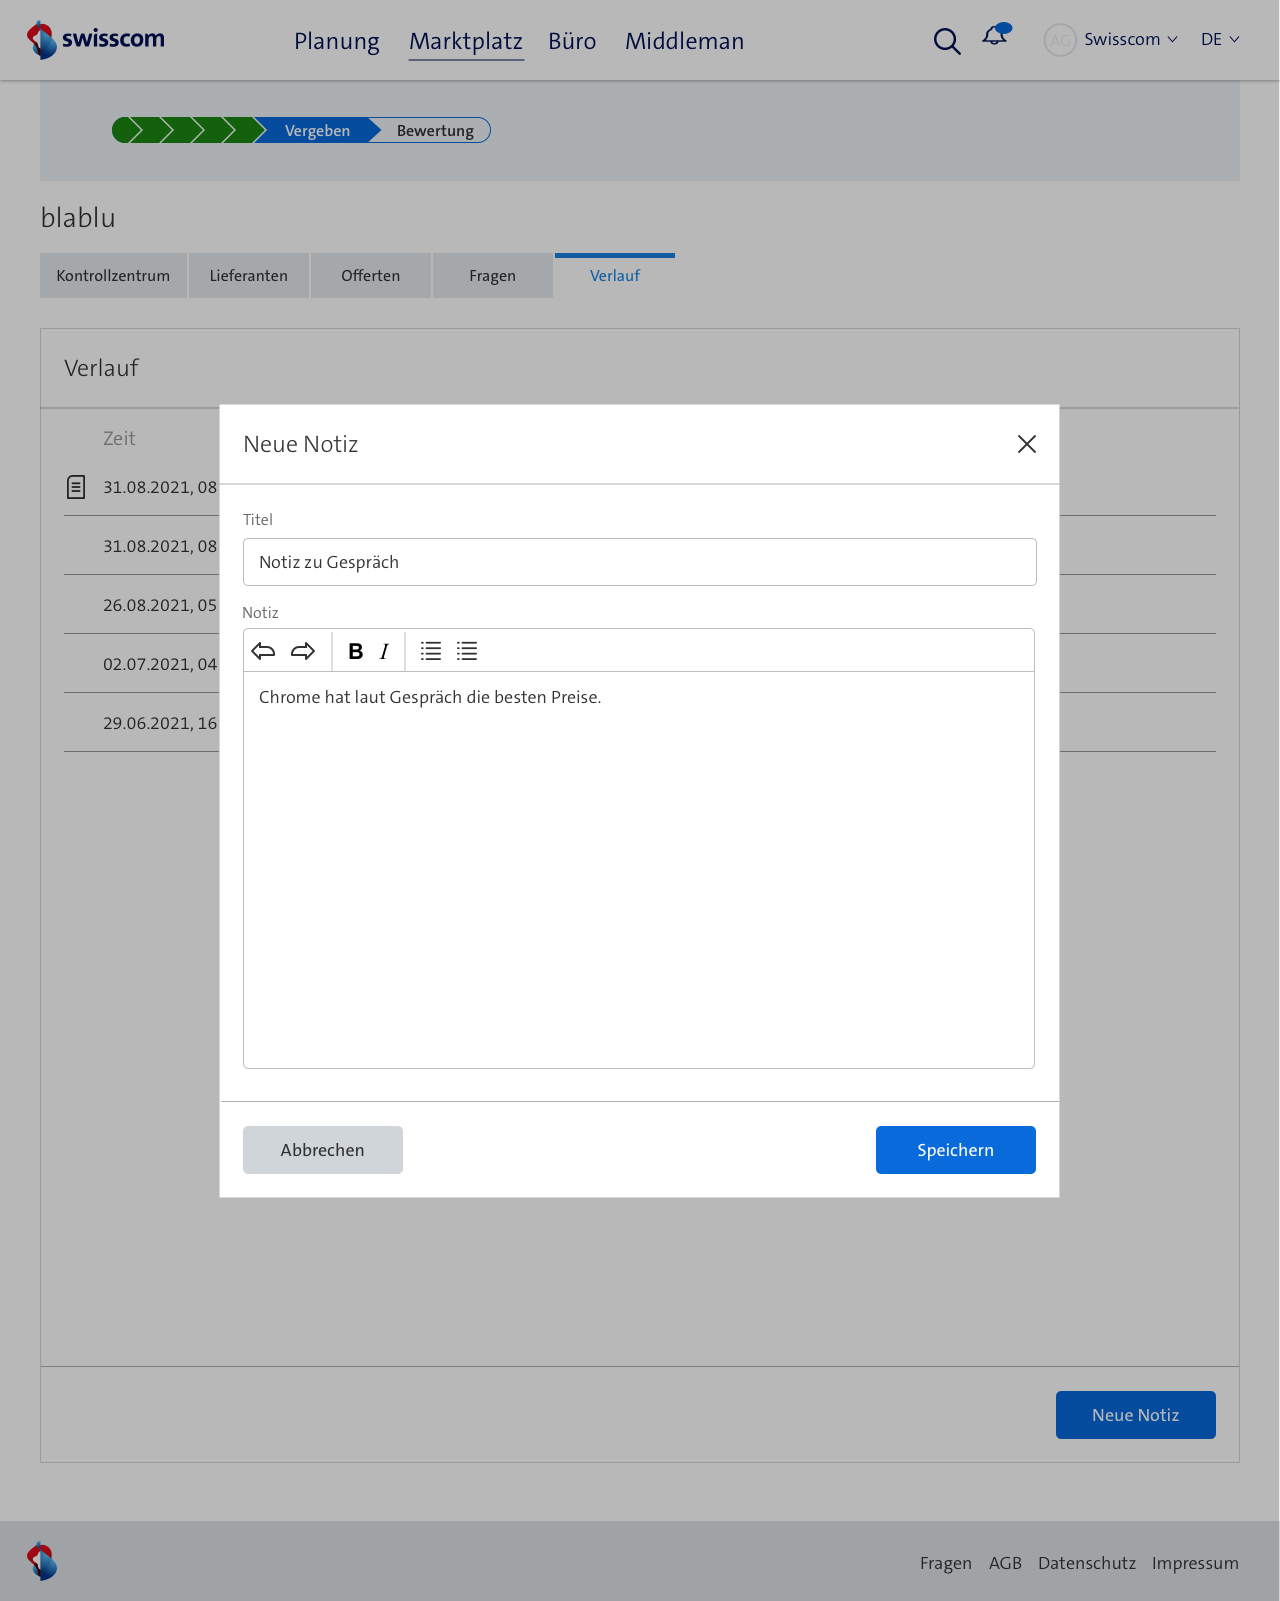 swisscom
Planung Marktplatz Büro Middleman
AG Swisscom DE
Vergeben Bewertung
blablu
Kontrollzentrum Lieferanten Offerten Fragen Verlauf
Verlauf
Zeit
31.08.2021, 08
31.08.2021, 08
26.08.2021, 05
02.07.2021, 04
29.06.2021, 16
Neue Notiz
Titel
Notiz zu Gespräch
Notiz
B I
Chrome hat laut Gespräch die besten Preise.
Abbrechen Speichern
Neue Notiz
Fragen AGB Datenschutz Impressum